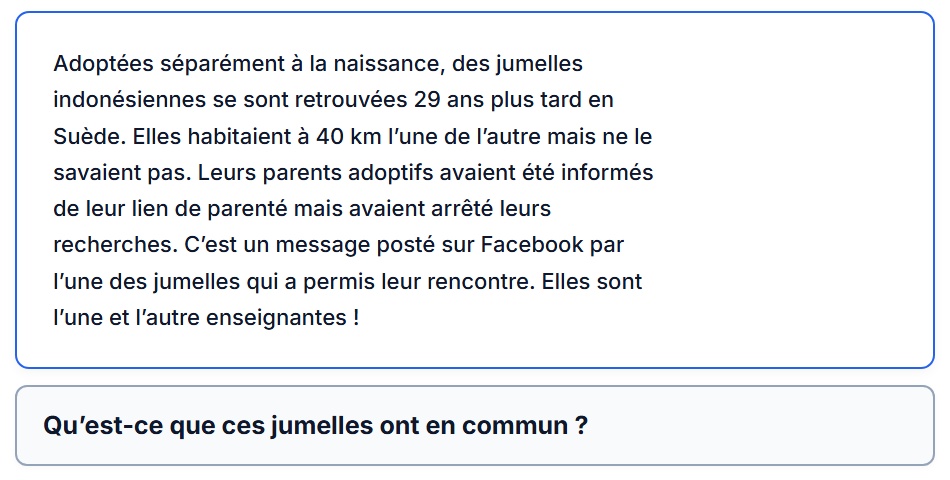 Adoptées séparément à la naissance, des jumelles
indonésiennes se sont retrouvées 29 ans plus tard en
Suède. Elles habitaient à 40 km l’une de l’autre mais ne le
savaient pas. Leurs parents adoptifs avaient été informés
de leur lien de parenté mais avaient arrêté leurs
recherches. C’est un message posté sur Facebook par
l’une des jumelles qui a permis leur rencontre. Elles sont
l’une et l’autre enseignantes !
Qu’est-ce que ces jumelles ont en commun ?